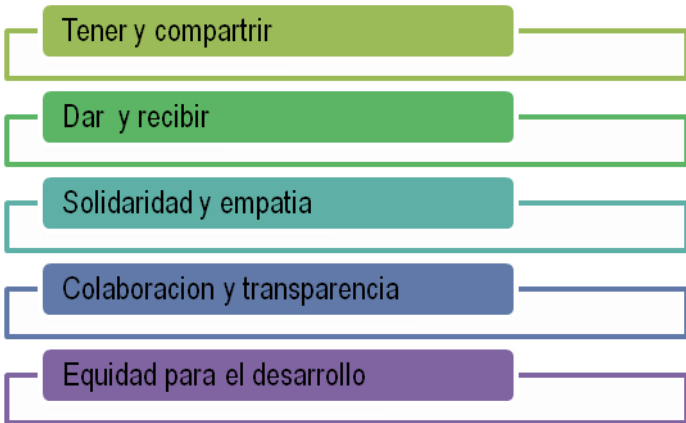 Tener y compartrir
Dar y recibir
Solidaridad y empatia
Colaboracion y transparencia
Equidad para el desarrollo